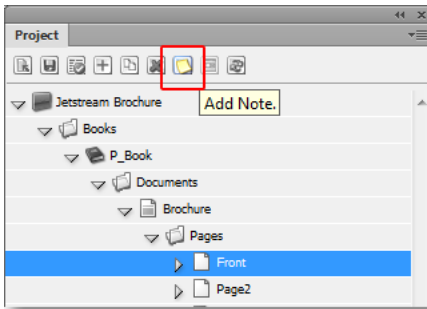 Project
Add Note.
Jetstream Brochure
Books
P_Book
Documents
Brochure
Pages
Front
Page2